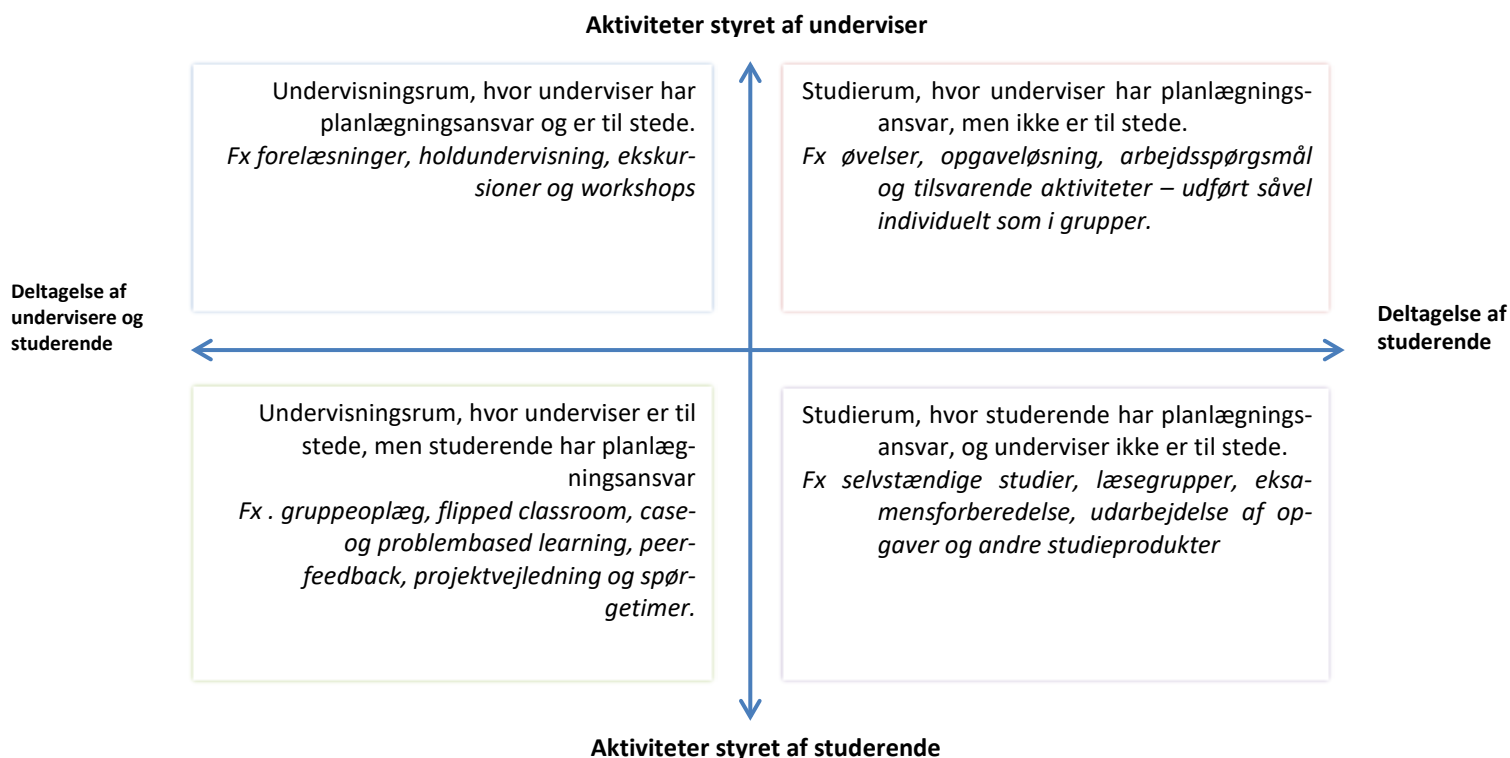 Aktiviteter styret af underviser
Undervisningsrum, hvor underviser har
planlægningsansvar og er til stede.
Fx forelæsninger, holdundervisning, ekskur-
sioner og workshops
Studierum, hvor underviser har planlægnings-
ansvar, men ikke er til stede.
Fx øvelser, opgaveløsning, arbejdsspørgsmål
og tilsvarende aktiviteter – udført såvel
individuelt som i grupper.
Deltagelse af
undervisere og
studerende
Deltagelse af
studerende
Undervisningsrum, hvor underviser er til
stede, men studerende har planlæg-
ningsansvar
Fx . gruppeoplæg, flipped classroom, case-
og problembased learning, peer-
feedback, projektvejledning og spør-
getimer.
Studierum, hvor studerende har planlægnings-
ansvar, og underviser ikke er til stede.
Fx selvstændige studier, læsegrupper, eksa-
mensforberedelse, udarbejdelse af op-
gaver og andre studieprodukter
Aktiviteter styret af studerende